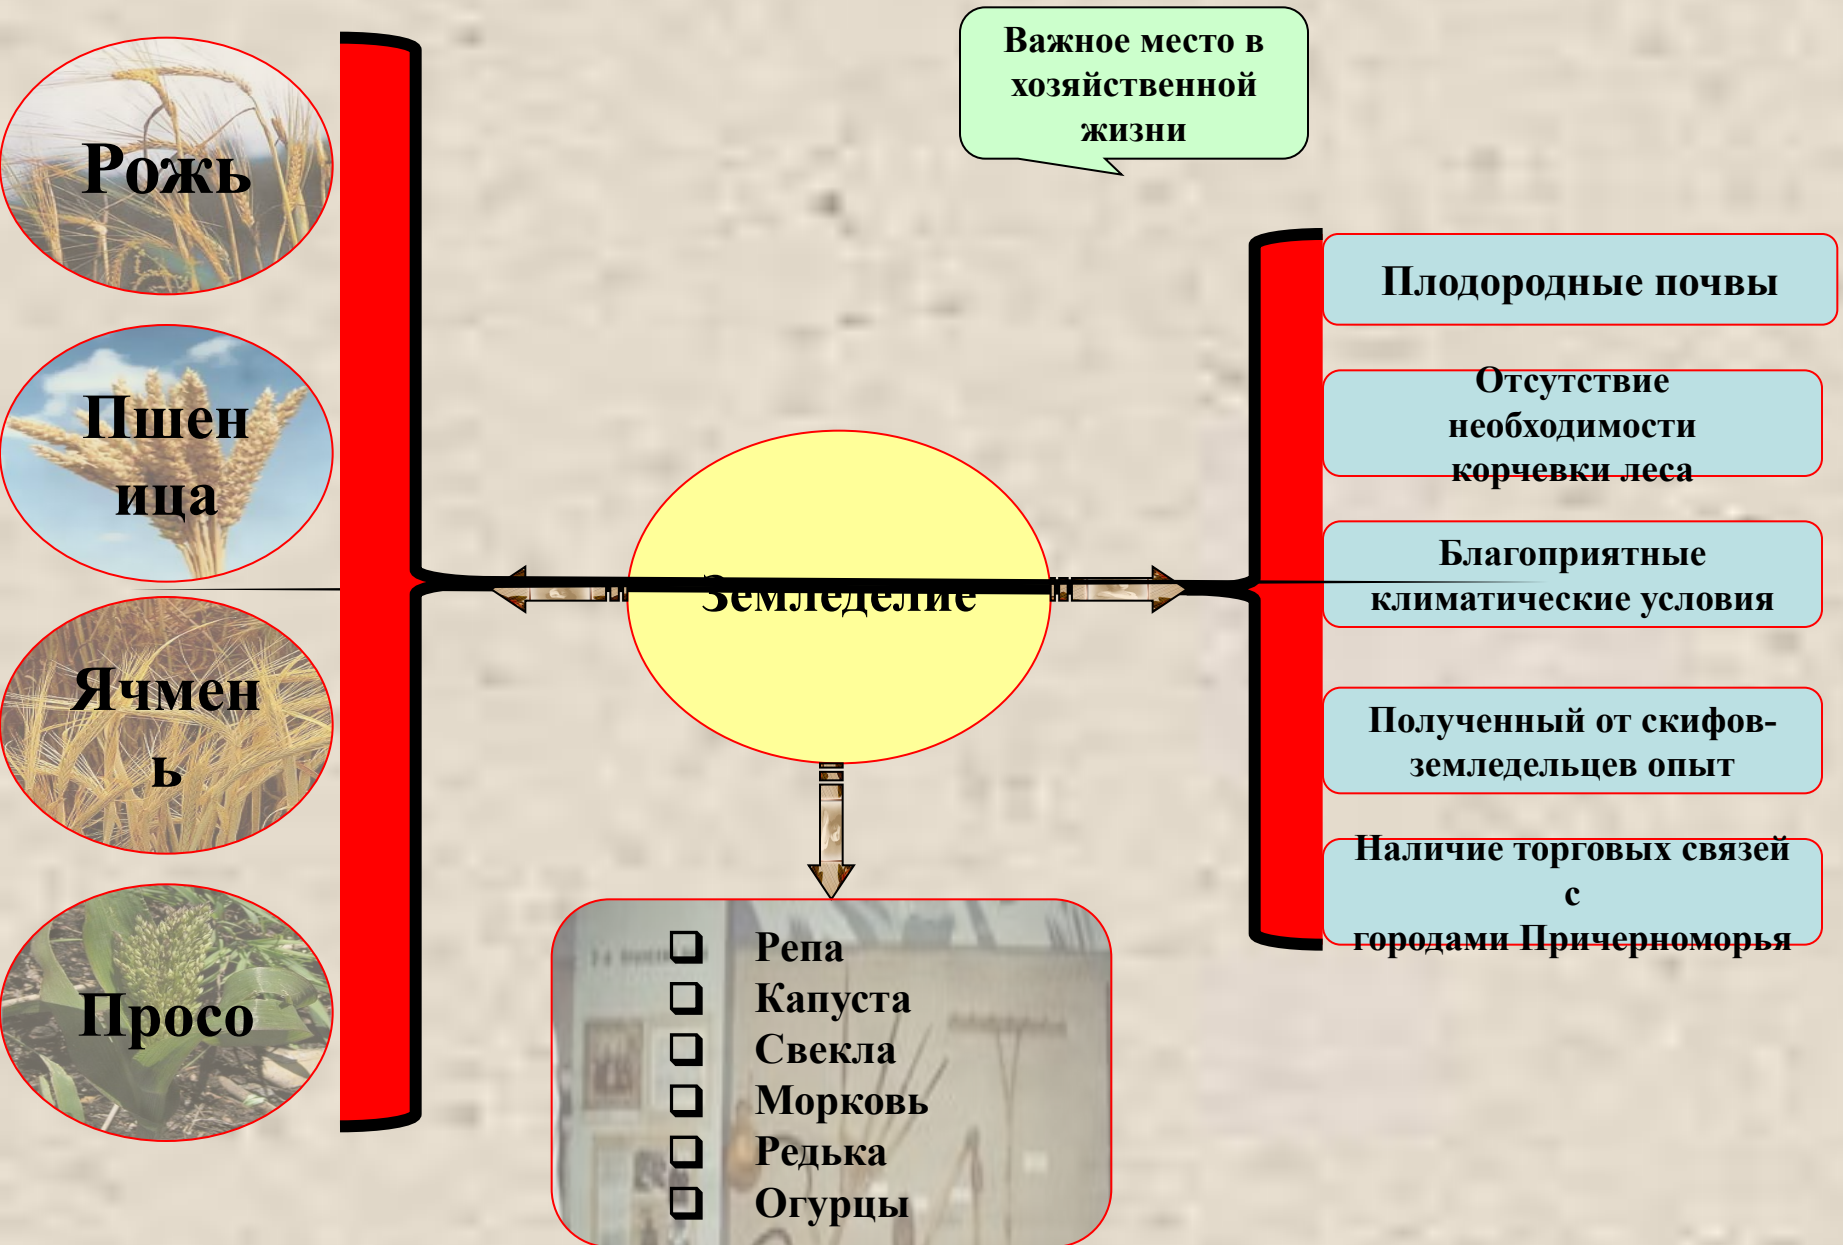 Важное место в
хозяйственной
жизни
Рожь
Пшен
ица
Ячмен
ь
Просо
Земледелие
Плодородные почвы
Отсутствие
необходимости
корчевки леса
Благоприятные
климатические условия
Полученный от скифов-
земледельцев опыт
Наличие торговых связей
с
городами Причерноморья
Репа
Капуста
Свекла
Морковь
Редька
Огурцы